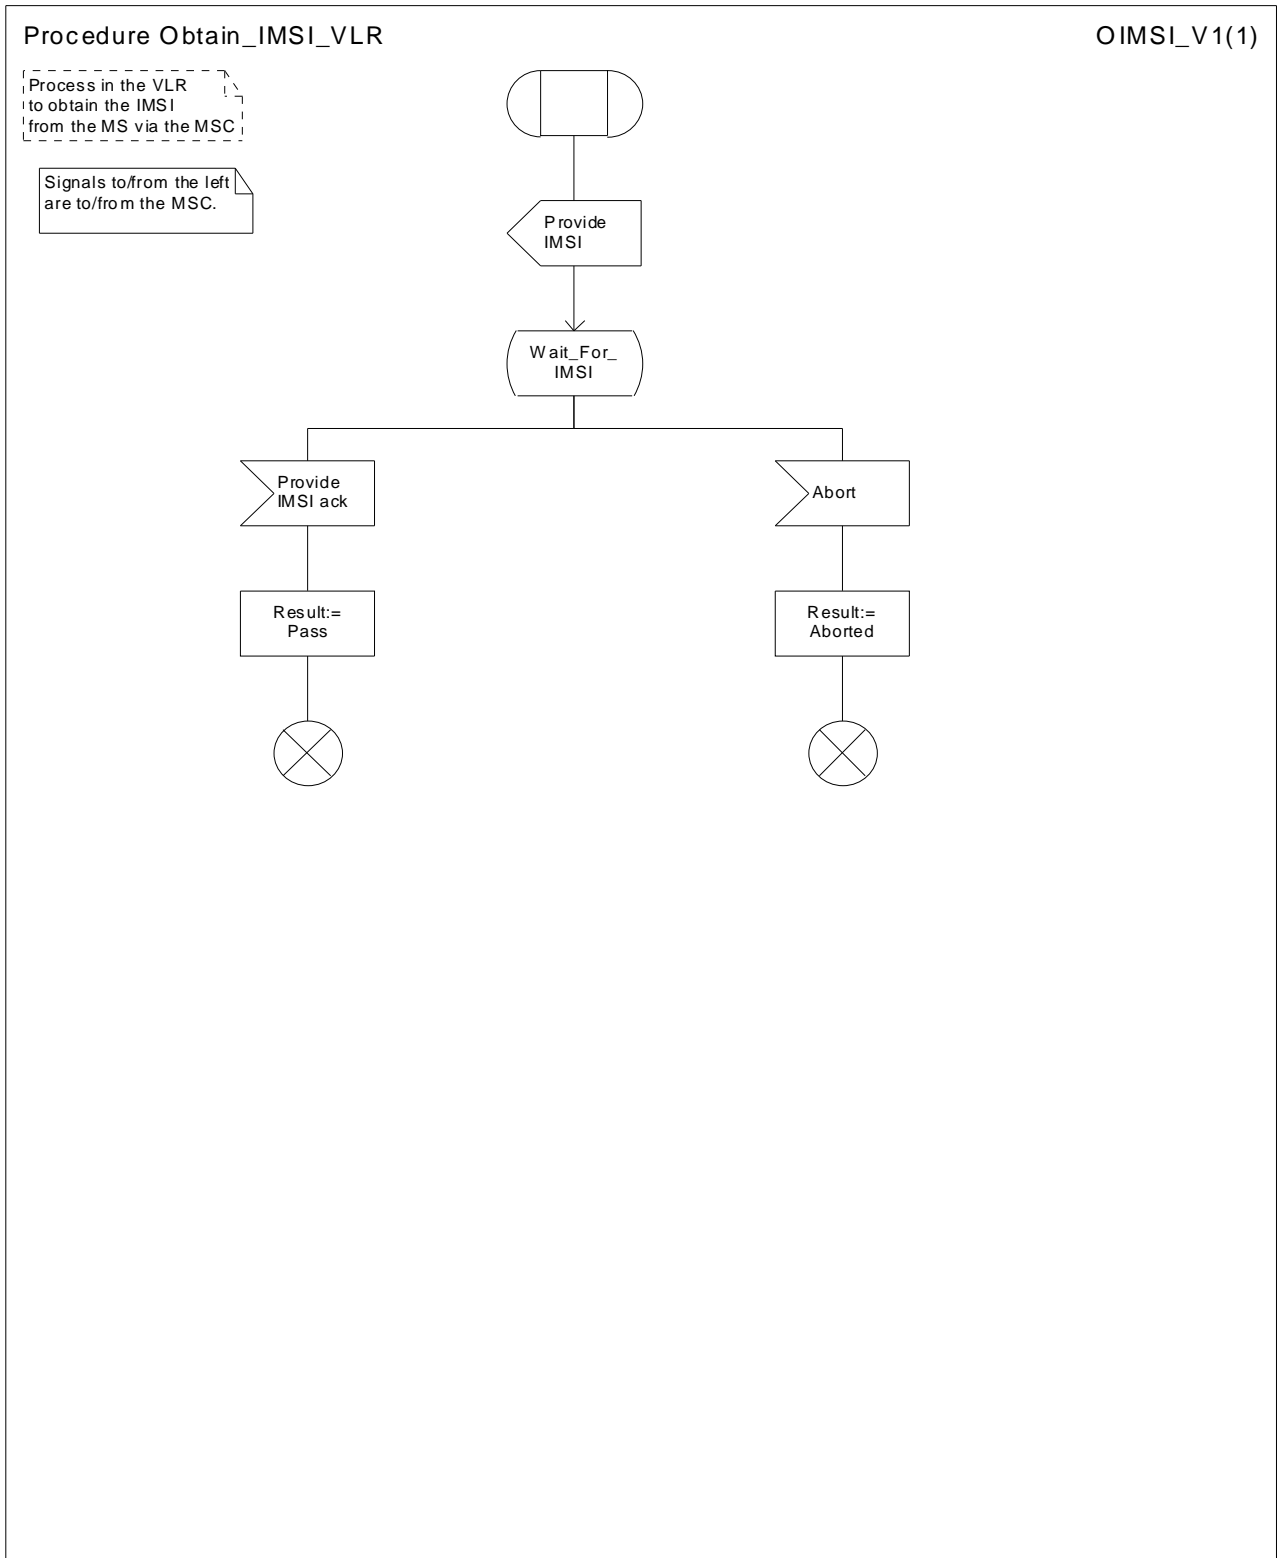 Procedure Obtain_IMSI_VLR
OIMSI_V1(1)
Process in the VLR
to obtain the IMSI
from the MS via the MSC
Signals to/from the left
are to/from the MSC.
Provide
IMSI
Wait_For_
IMSI
Provide
IMSI ack
Abort
Result:=
Pass
Result:=
Aborted